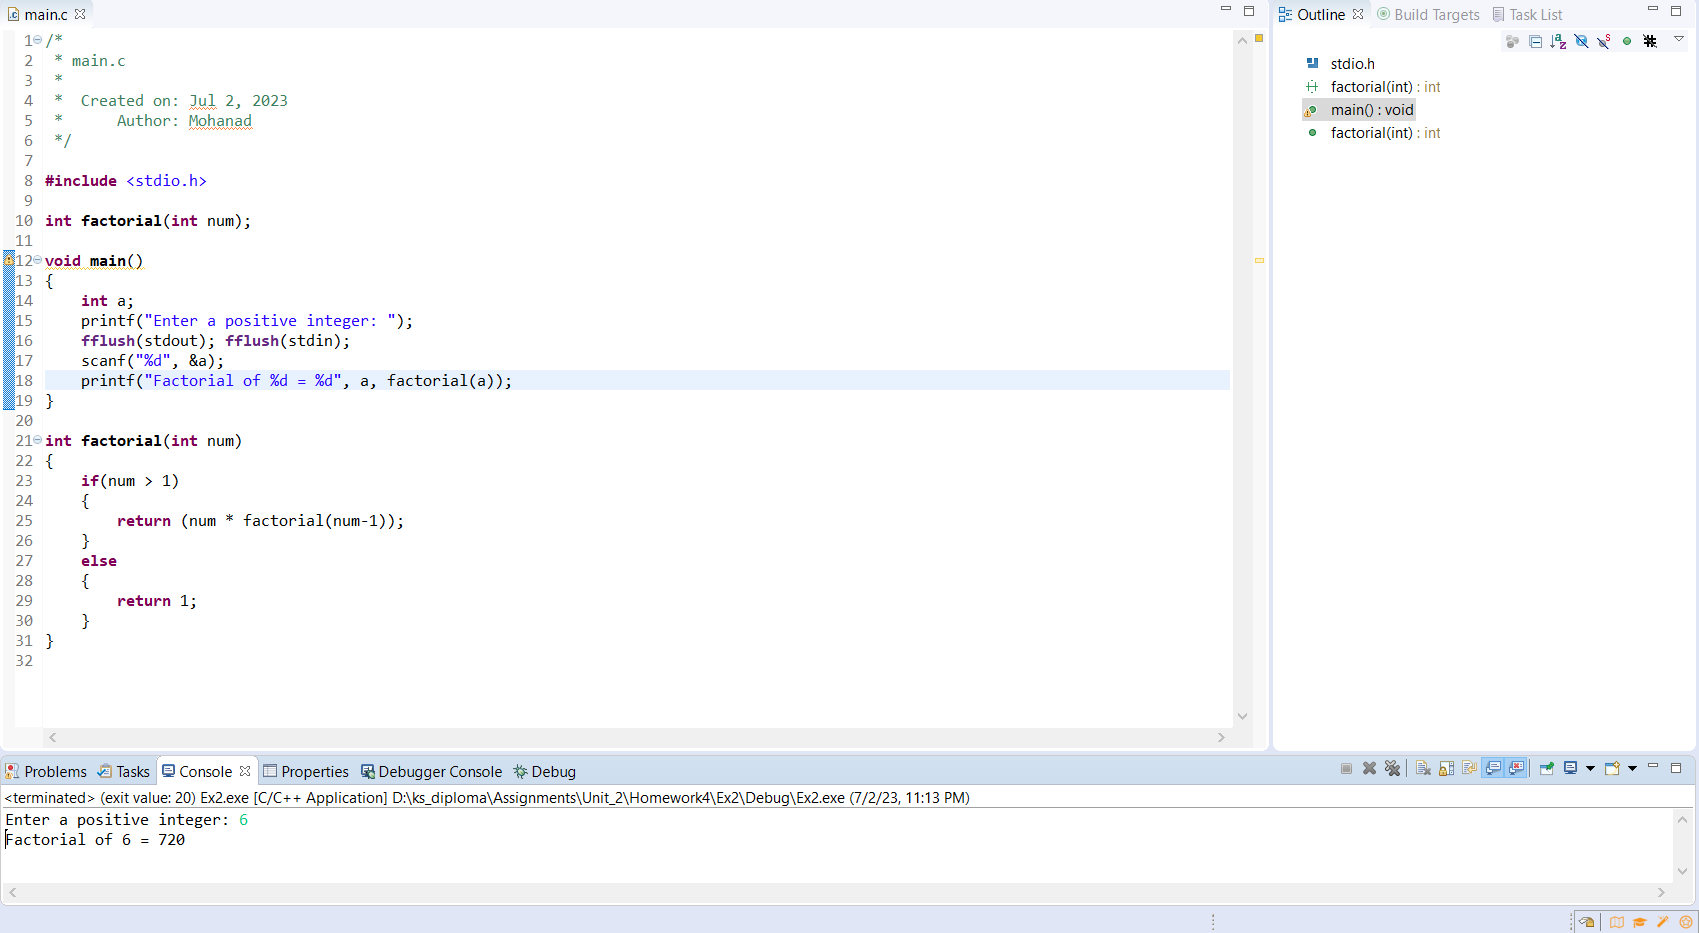 main.c
1 /*
2  * main.c
3  *
4  *  Created on: Jul 2, 2023
5  *      Author: Mohanad
6  */
7
8 #include <stdio.h>
9
10 int factorial(int num);
11
12 void main()
13 {
14     int a;
15     printf("Enter a positive integer: ");
16     fflush(stdout); fflush(stdin);
17     scanf("%d", &a);
18     printf("Factorial of %d = %d", a, factorial(a));
19 }
20
21 int factorial(int num)
22 {
23     if(num > 1)
24     {
25         return (num * factorial(num-1));
26     }
27     else
28     {
29         return 1;
30     }
31 }
32
Outline Build Targets Task List
stdio.h
factorial(int) : int
main() : void
factorial(int) : int
Problems Tasks Console Properties Debugger Console Debug
<terminated> (exit value: 20) Ex2.exe [C/C++ Application] D:\ks_diploma\Assignments\Unit_2\Homework4\Ex2\Debug\Ex2.exe (7/2/23, 11:13 PM)
Enter a positive integer: 6
Factorial of 6 = 720